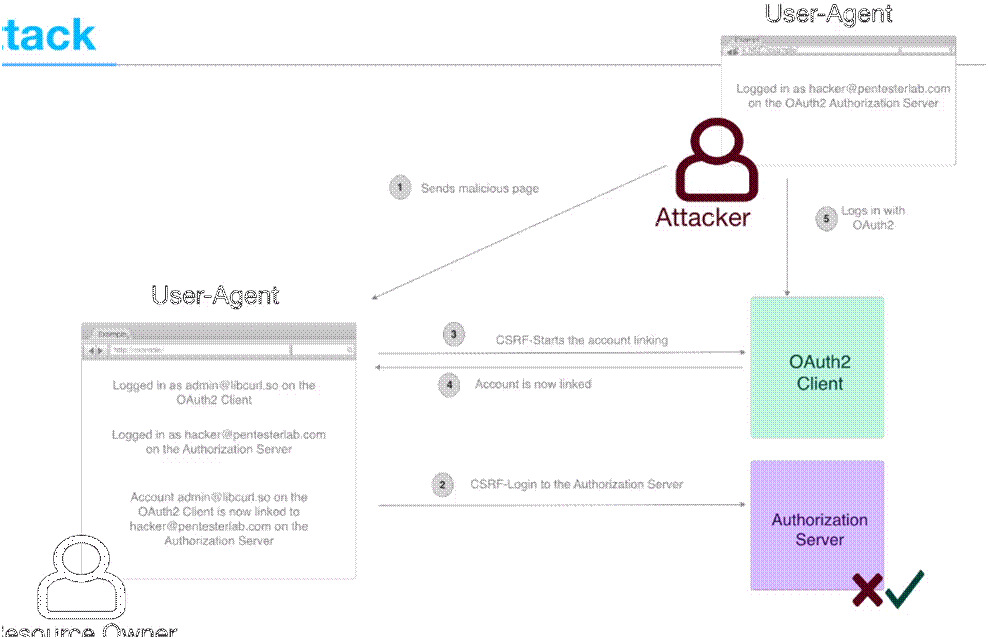 tack
User-Agent
Example
Logged in as hacker@pentesterlab.com
on the OAuth2 Authorization Server
1
Sends malicious page
Attacker
5
Logs in with
OAuth2
User-Agent
Example
http://example/
3
CSRF-Starts the account linking
4
Account is now linked
OAuth2
Client
Logged in as admin@libcurl.so on the
OAuth2 Client
Logged in as hacker@pentesterlab.com
on the Authorization Server
2
CSRF-Login to the Authorization Server
Account admin@libcurl.so on the
OAuth2 Client is now linked to
hacker@pentesterlab.com on the
Authorization Server
Authorization
Server
Resource Owner